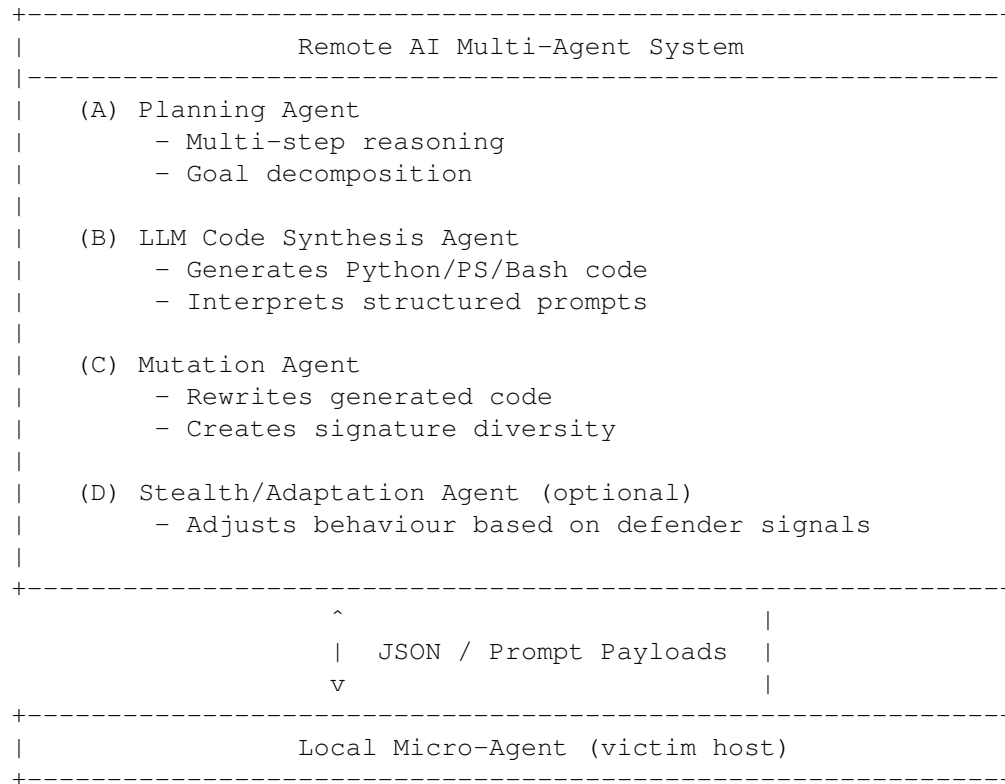 Remote AI Multi-Agent System
(A) Planning Agent
- Multi-step reasoning
- Goal decomposition
(B) LLM Code Synthesis Agent
- Generates Python/PS/Bash code
- Interprets structured prompts
(C) Mutation Agent
- Rewrites generated code
- Creates signature diversity
(D) Stealth/Adaptation Agent (optional)
- Adjusts behaviour based on defender signals
JSON / Prompt Payloads
v
Local Micro-Agent (victim host)